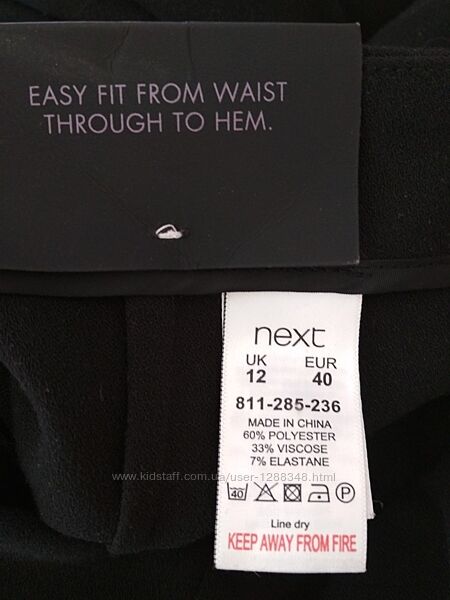 EASY FIT FROM WAIST
THROUGH TO HEM.
next
UK EUR
12 40
811-285-236
MADE IN CHINA
60% POLYESTER
33% VISCOSE
7% ELASTANE
www.kidstaff.com.ua/user-1288348.html
40 P
Line dry
KEEP AWAY FROM FIRE